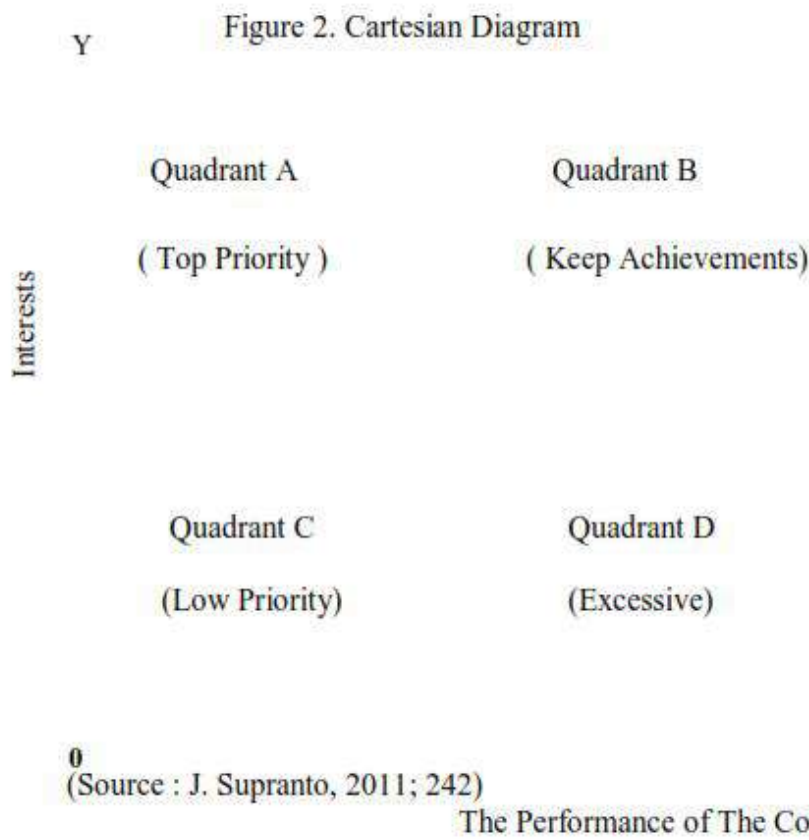 Figure 2. Cartesian Diagram
Y
Quadrant A Quadrant B
( Top Priority ) ( Keep Achievements)
Interests
Quadrant C Quadrant D
(Low Priority) (Excessive)
0
(Source : J. Supranto, 2011; 242)
The Performance of The Co